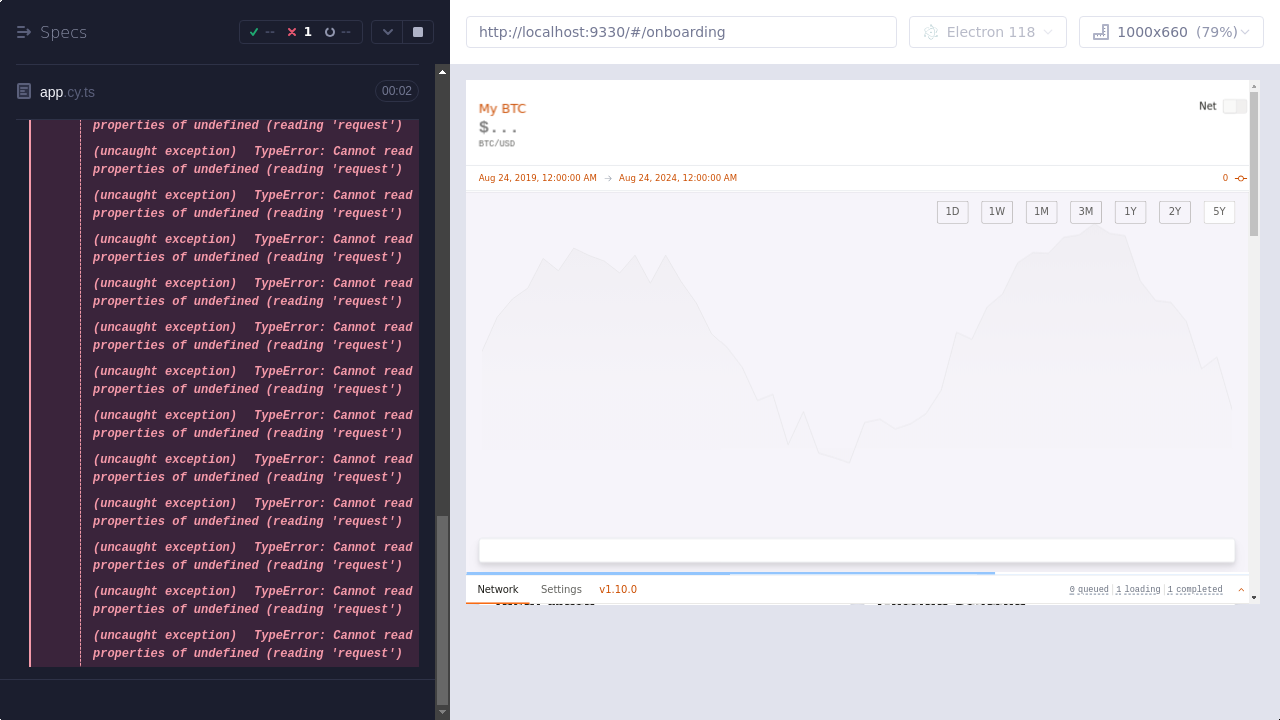 Specs
-- 1 --
app.cy.ts
00:02
properties of undefined (reading 'request')
(uncaught exception) TypeError: Cannot read
properties of undefined (reading 'request')
(uncaught exception) TypeError: Cannot read
properties of undefined (reading 'request')
(uncaught exception) TypeError: Cannot read
properties of undefined (reading 'request')
(uncaught exception) TypeError: Cannot read
properties of undefined (reading 'request')
(uncaught exception) TypeError: Cannot read
properties of undefined (reading 'request')
(uncaught exception) TypeError: Cannot read
properties of undefined (reading 'request')
(uncaught exception) TypeError: Cannot read
properties of undefined (reading 'request')
(uncaught exception) TypeError: Cannot read
properties of undefined (reading 'request')
(uncaught exception) TypeError: Cannot read
properties of undefined (reading 'request')
(uncaught exception) TypeError: Cannot read
properties of undefined (reading 'request')
(uncaught exception) TypeError: Cannot read
properties of undefined (reading 'request')
(uncaught exception) TypeError: Cannot read
properties of undefined (reading 'request')
http://localhost:9330/#/onboarding
Electron 118
1000x660 (79%)
My BTC
$...
BTC/USD
Net
Aug 24, 2019, 12:00:00 AM → Aug 24, 2024, 12:00:00 AM
0
1D 1W 1M 3M 1Y 2Y 5Y
Network Settings v1.10.0
0 queued 1 loading 1 completed